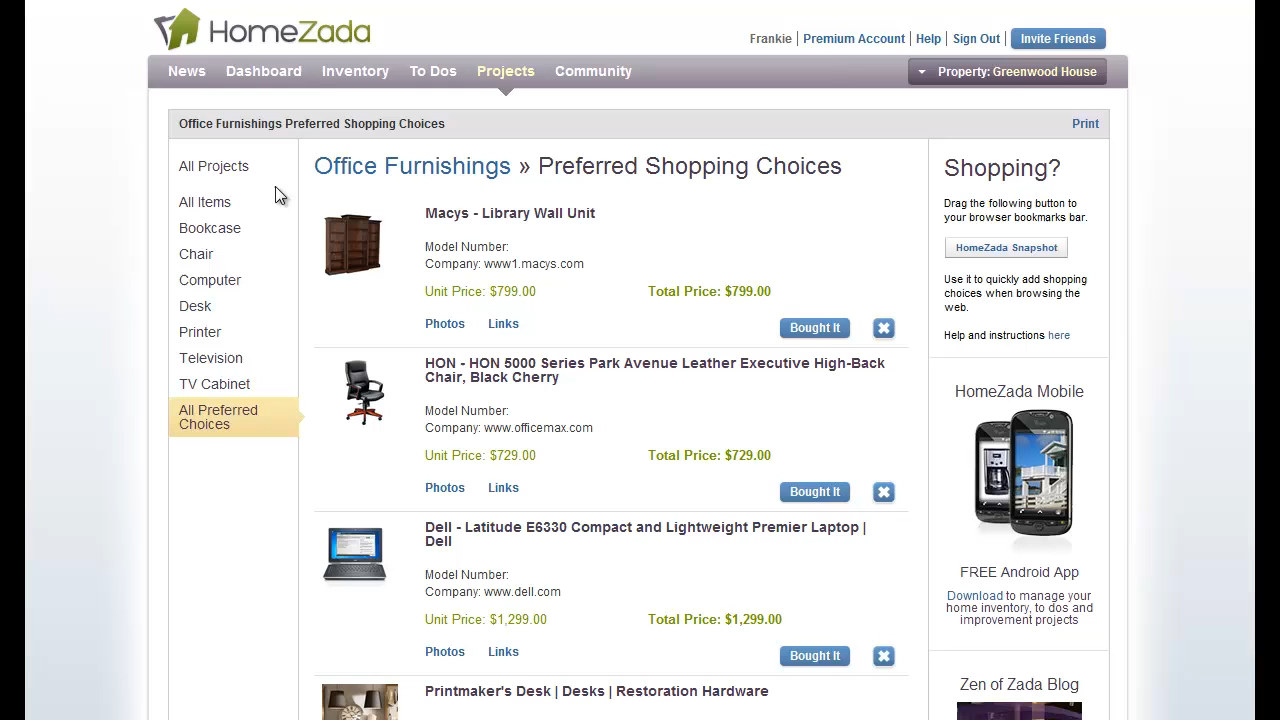 HomeZada
Frankie | Premium Account | Help | Sign Out | Invite Friends
News Dashboard Inventory To Dos Projects Community
Property: Greenwood House
Office Furnishings Preferred Shopping Choices
Print
All Projects
All Items
Bookcase
Chair
Computer
Desk
Printer
Television
TV Cabinet
All Preferred
Choices
Office Furnishings » Preferred Shopping Choices
Macys - Library Wall Unit
Model Number:
Company: www1.macys.com
Unit Price: $799.00 Total Price: $799.00
Photos Links Bought It
HON - HON 5000 Series Park Avenue Leather Executive High-Back
Chair, Black Cherry
Model Number:
Company: www.officemax.com
Unit Price: $729.00 Total Price: $729.00
Photos Links Bought It
Dell - Latitude E6330 Compact and Lightweight Premier Laptop |
Dell
Model Number:
Company: www.dell.com
Unit Price: $1,299.00 Total Price: $1,299.00
Photos Links Bought It
Printmaker's Desk | Desks | Restoration Hardware
Shopping?
Drag the following button to
your browser bookmarks bar.
HomeZada Snapshot
Use it to quickly add shopping
choices when browsing the
web.
Help and instructions here
HomeZada Mobile
FREE Android App
Download to manage your
home inventory, to dos and
improvement projects
Zen of Zada Blog